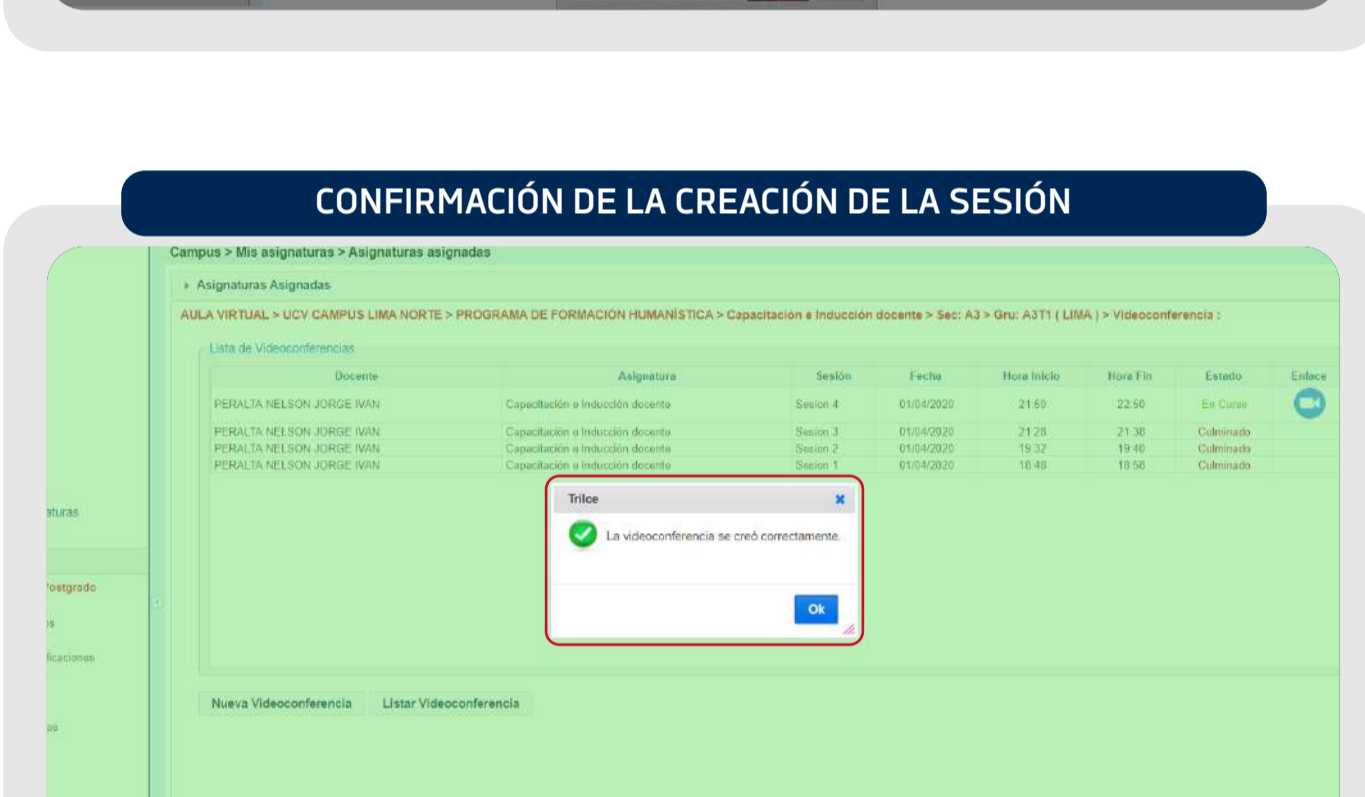 CONFIRMACIÓN DE LA CREACIÓN DE LA SESIÓN
Campus > Mis asignaturas > Asignaturas asignadas
Asignaturas Asignadas
AULA VIRTUAL > UCV CAMPUS LIMA NORTE > PROGRAMA DE FORMACIÓN HUMANÍSTICA > Capacitación e Inducción docente > Sec: A3 > Gru: A3T1 ( LIMA ) > Videoconferencia :
Lista de Videoconferencias
Docente Asignatura Sesión Fecha Hora Inicio Hora Fin Estado Enlace
PERALTA NELSON JORGE IVAN Capacitación e Inducción docente Sesion 4 01/04/2020 21:50 22:50 En Curso
PERALTA NELSON JORGE IVAN Capacitación e Inducción docente Sesion 3 01/04/2020 21:28 21:38 Culminado
PERALTA NELSON JORGE IVAN Capacitación e Inducción docente Sesion 2 01/04/2020 19:32 19:40 Culminado
PERALTA NELSON JORGE IVAN Capacitación e Inducción docente Sesion 1 01/04/2020 18:48 18:58 Culminado
Trilce
La videoconferencia se creó correctamente.
Ok
aturas
Postgrado
os
ficaciones
os
Nueva Videoconferencia Listar Videoconferencia